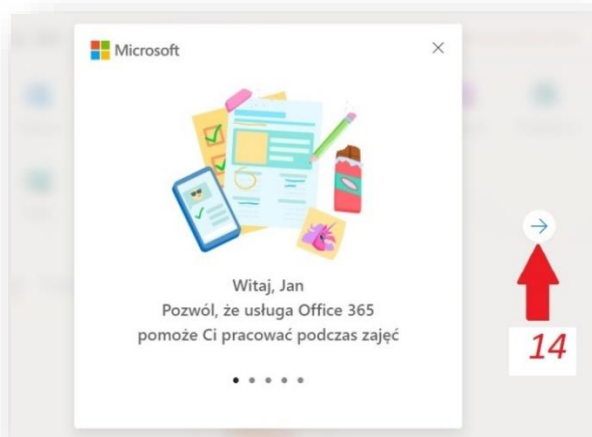 Microsoft
Witaj, Jan
Pozwól, że usługa Office 365
pomoże Ci pracować podczas zajęć
14